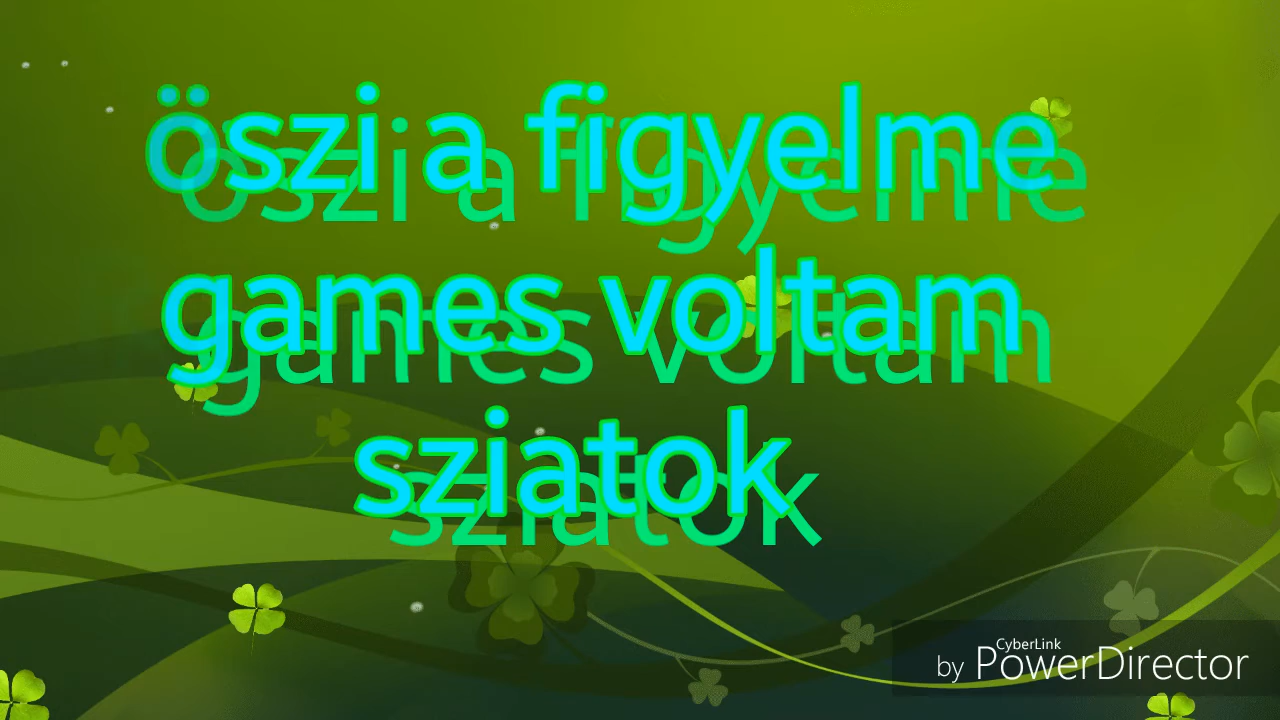 öszi a figyelme
games voltam
sziatok
CyberLink
by PowerDirector